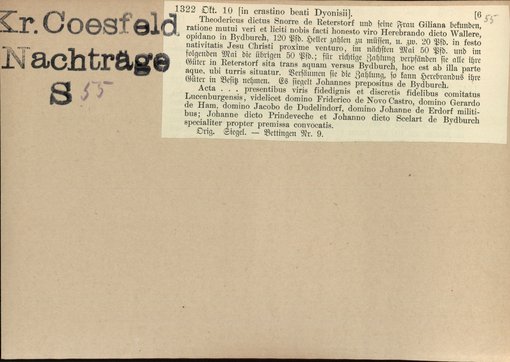 Kr. Coesfeld
Nachträge
S 55
1322 Okt. 10 [in crastino beati Dyonisii]. [6
55
Theodericus dictus Snorre de Reterstorf und seine Frau Giliana bekunden,
ratione mutui veri et liciti nobis facti honesto viro Herebrando dicto Wallere,
opidano in Bydburch, 120 Pfd. Heller zahlen zu müssen, u. zw. 20 Pfd. in festo
nativitatis Jesu Christi proxime venturo, im nächsten Mai 50 Pfd. und im
folgenden Mai die übrigen 50 Pfd.; für richtige Zahlung verpfänden sie alle ihre
Güter in Reterstorf sita trans aquam versus Bydburch, hoc est ab illa parte
aque, ubi turris situatur. Versäumen sie die Zahlung, so kann Herebrandus ihre
Güter in Besitz nehmen. Es siegelt Johannes prepositus de Bydburch.
Acta . . . presentibus viris fidedignis et discretis fidelibus comitatus
Lucenburgensis, videlicet domino Friderico de Novo Castro, domino Gerardo
de Ham, domino Jacobo de Dudelindorf, domino Johanne de Erdorf militi-
bus; Johanne dicto Prindeveche et Johanno dicto Scelart de Bydburch
specialiter propter premissa convocatis.
Orig. Siegel. — Bettingen Nr. 9.